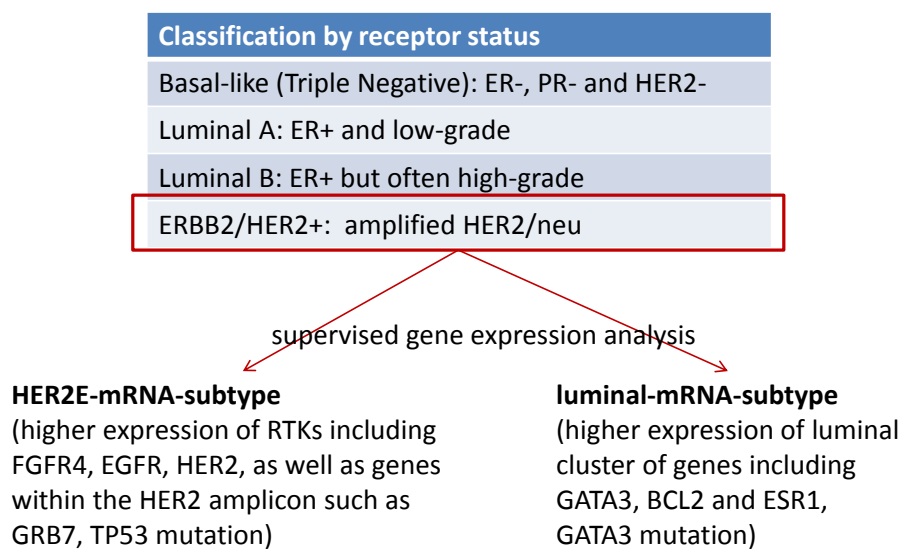 Classification by receptor status
Basal-like (Triple Negative): ER-, PR- and HER2-
Luminal A: ER+ and low-grade
Luminal B: ER+ but often high-grade
ERBB2/HER2+: amplified HER2/neu
supervised gene expression analysis
HER2E-mRNA-subtype
(higher expression of RTKs including
FGFR4, EGFR, HER2, as well as genes
within the HER2 amplicon such as
GRB7, TP53 mutation)
luminal-mRNA-subtype
(higher expression of luminal
cluster of genes including
GATA3, BCL2 and ESR1,
GATA3 mutation)